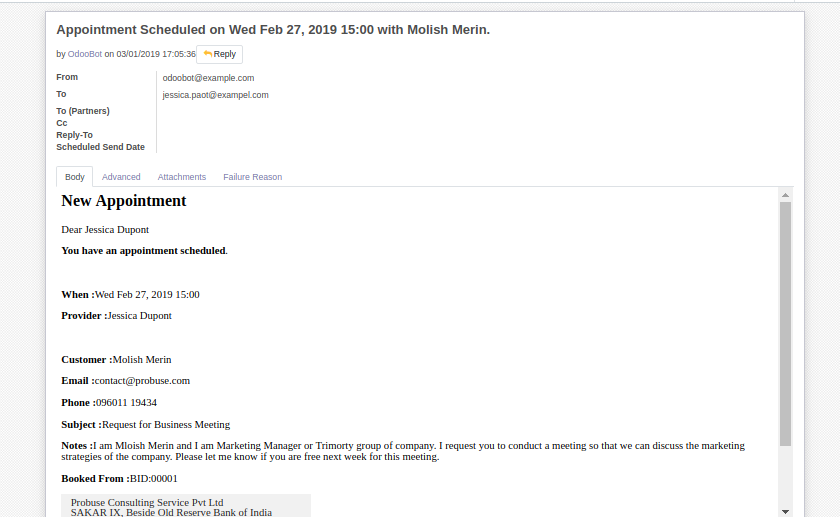 Appointment Scheduled on Wed Feb 27, 2019 15:00 with Molish Merin.
by OdooBot on 03/01/2019 17:05:36 Reply
From odoobot@example.com
To jessica.paot@exampel.com
To (Partners)
Cc
Reply-To
Scheduled Send Date
Body Advanced Attachments Failure Reason
New Appointment
Dear Jessica Dupont
You have an appointment scheduled.
When :Wed Feb 27, 2019 15:00
Provider :Jessica Dupont
Customer :Molish Merin
Email :contact@probuse.com
Phone :096011 19434
Subject :Request for Business Meeting
Notes :I am Mloish Merin and I am Marketing Manager or Trimorty group of company. I request you to conduct a meeting so that we can discuss the marketing
strategies of the company. Please let me know if you are free next week for this meeting.
Booked From :BID:00001
Probuse Consulting Service Pvt Ltd
SAKAR IX, Beside Old Reserve Bank of India